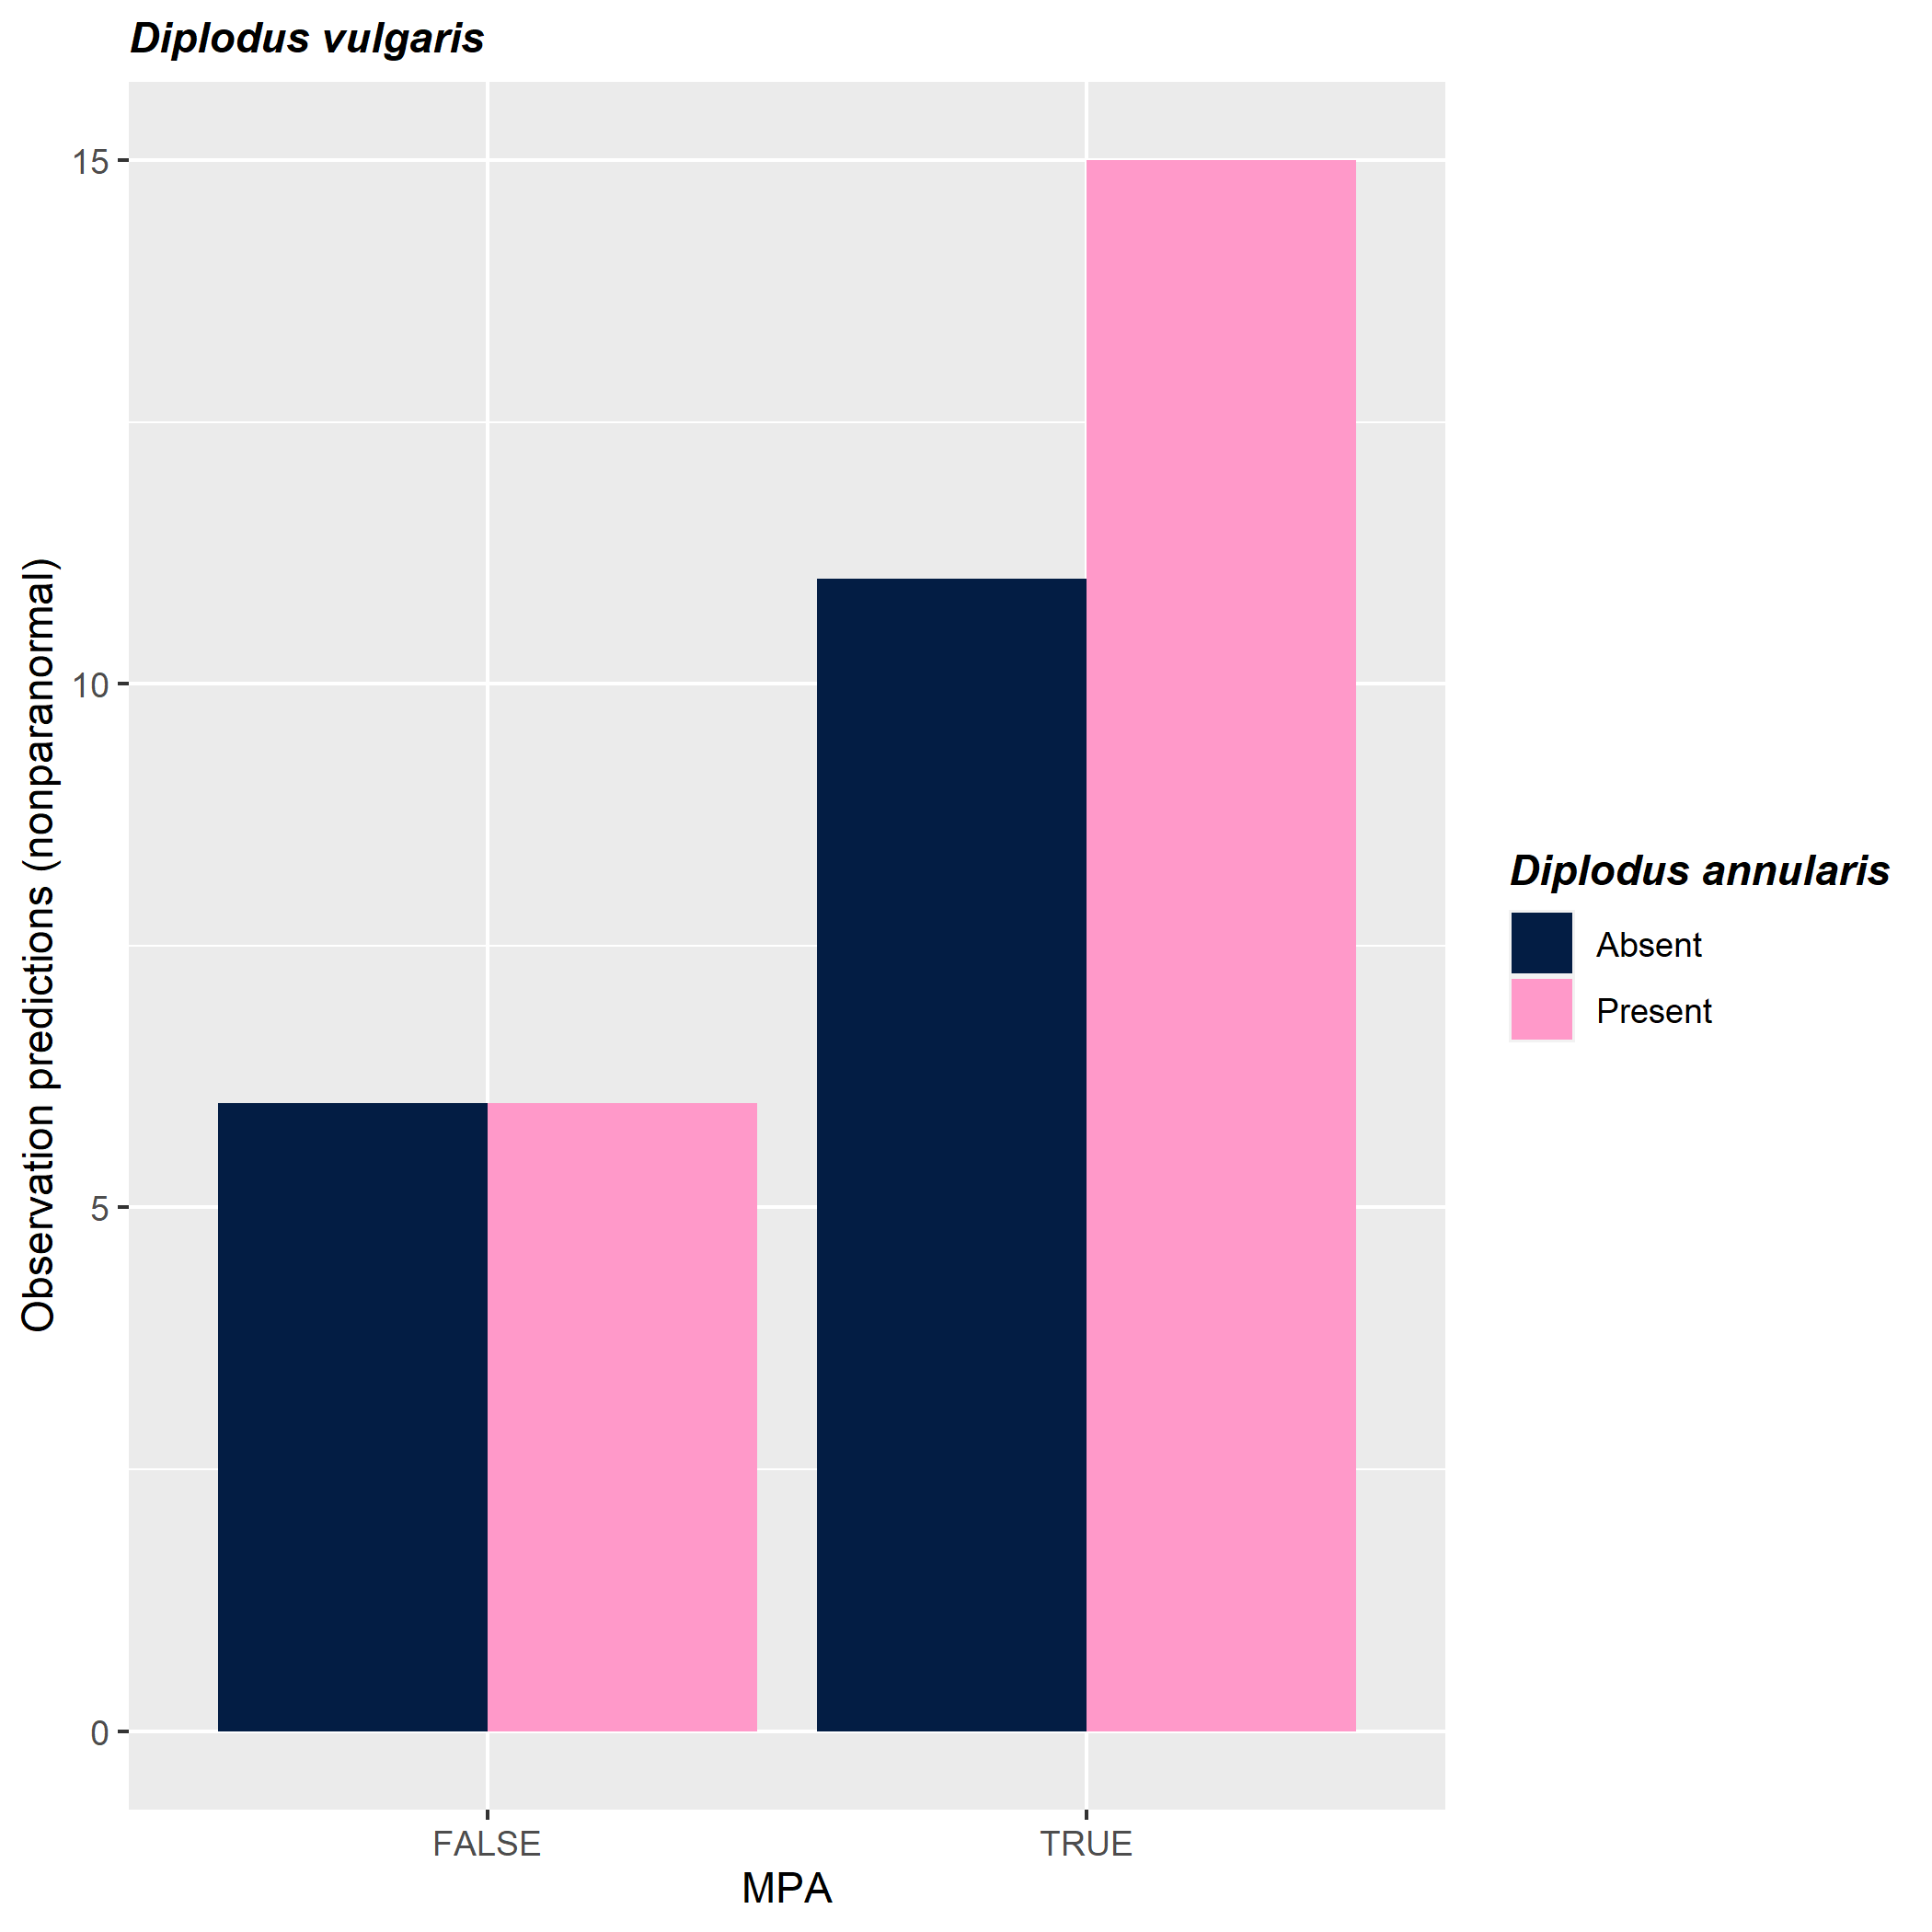 Diplodus vulgaris
Observation predictions (nonparanormal)
15
10
5
0
FALSE
TRUE
MPA
Diplodus annularis
Absent
Present